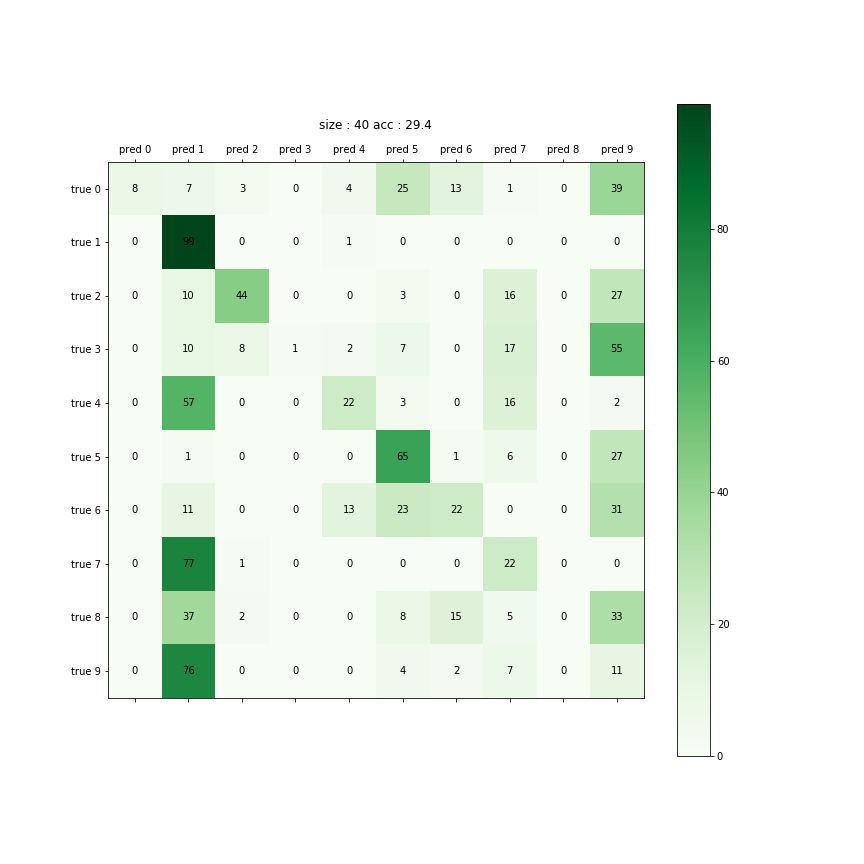 size : 40 acc : 29.4
pred 0 pred 1 pred 2 pred 3 pred 4 pred 5 pred 6 pred 7 pred 8 pred 9
true 0 8 7 3 0 4 25 13 1 0 39
true 1 0 99 0 0 1 0 0 0 0 0
true 2 0 10 44 0 0 3 0 16 0 27
true 3 0 10 8 1 2 7 0 17 0 55
true 4 0 57 0 0 22 3 0 16 0 2
true 5 0 1 0 0 0 65 1 6 0 27
true 6 0 11 0 0 13 23 22 0 0 31
true 7 0 77 1 0 0 0 0 22 0 0
true 8 0 37 2 0 0 8 15 5 0 33
true 9 0 76 0 0 0 4 2 7 0 11
80
60
40
20
0